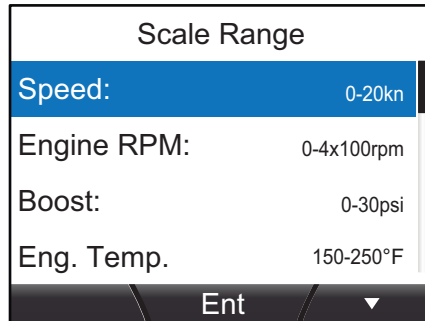 Scale Range
Speed: 0-20kn
Engine RPM: 0-4x100rpm
Boost: 0-30psi
Eng. Temp. 150-250°F
Ent